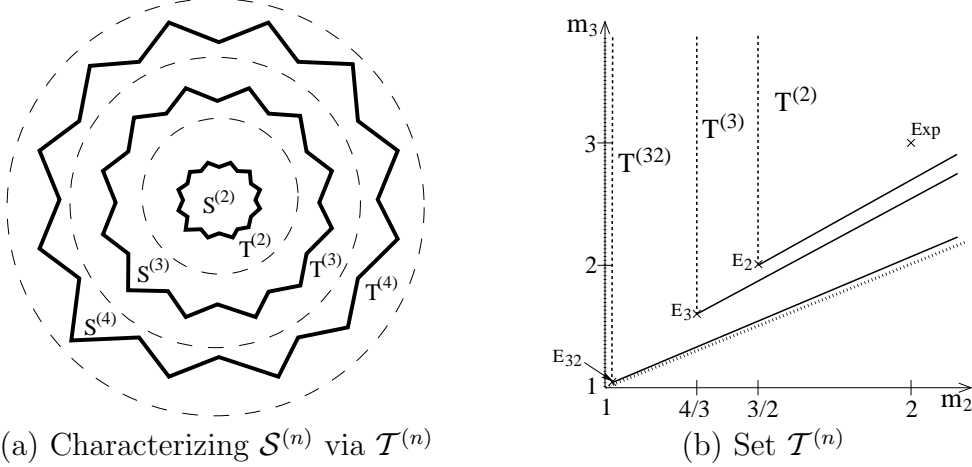 S(2)
T(2)
S(3)
T(3)
S(4)
T(4)
(a) Characterizing S(n) via T(n)
m3
3
2
1
T(32)
T(3)
T(2)
Exp
E2
E3
E32
1
4/3
3/2
2
m2
(b) Set T(n)